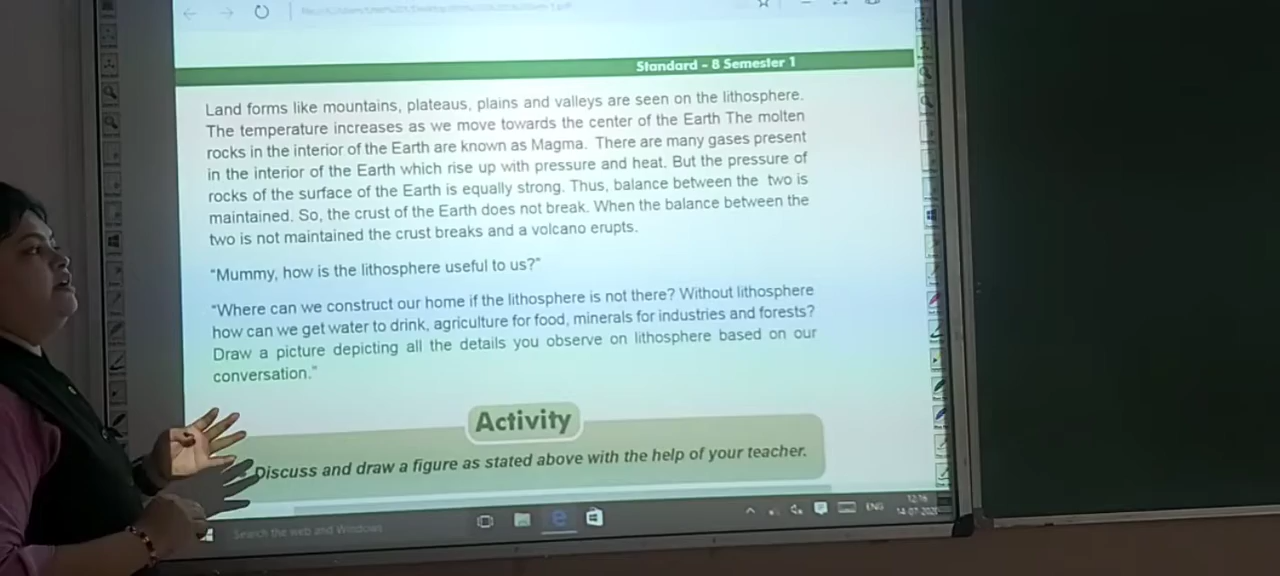 Standard - 8 Semester 1
Land forms like mountains, plateaus, plains and valleys are seen on the lithosphere.
The temperature increases as we move towards the center of the Earth The molten
rocks in the interior of the Earth are known as Magma. There are many gases present
in the interior of the Earth which rise up with pressure and heat. But the pressure of
rocks of the surface of the Earth is equally strong. Thus, balance between the two is
maintained. So, the crust of the Earth does not break. When the balance between the
two is not maintained the crust breaks and a volcano erupts.
"Mummy, how is the lithosphere useful to us?"
"Where can we construct our home if the lithosphere is not there? Without lithosphere
how can we get water to drink, agriculture for food, minerals for industries and forests?
Draw a picture depicting all the details you observe on lithosphere based on our
conversation."
Activity
Discuss and draw a figure as stated above with the help of your teacher.
Search the web and Windows
ENG
12:16